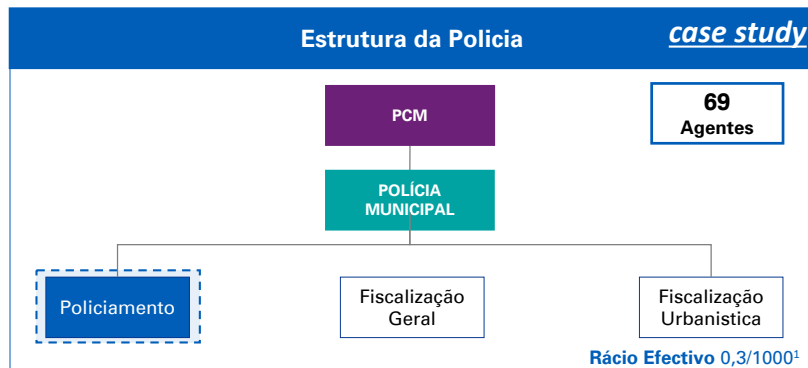 Estrutura da Policia
case study
PCM
69
Agentes
POLÍCIA
MUNICIPAL
Policiamento
Fiscalização
Geral
Fiscalização
Urbanistica
Rácio Efectivo 0,3/1000¹